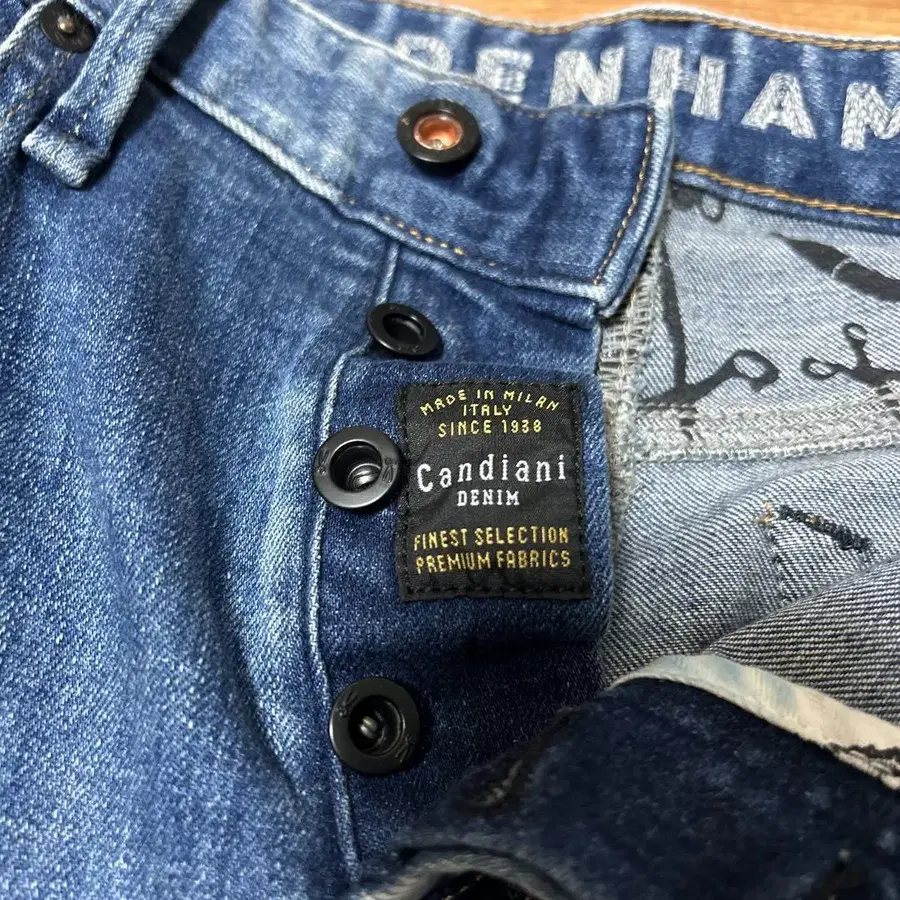 DENHAM
MADE IN MILAN
ITALY
SINCE 1938
Candiani
DENIM
FINEST SELECTION
PREMIUM FABRICS